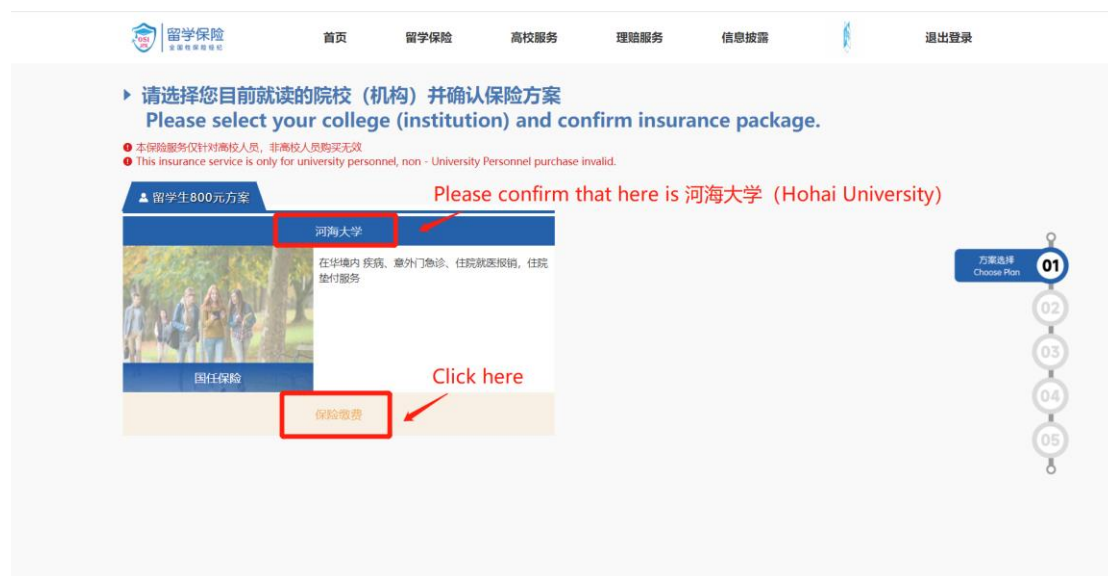 留学保险
全国性保险经纪
首页 留学保险 高校服务 理赔服务 信息披露 退出登录
请选择您目前就读的院校（机构）并确认保险方案
Please select your college (institution) and confirm insurance package.
本保险服务仅针对高校人员，非高校人员购买无效
This insurance service is only for university personnel, non - University Personnel purchase invalid.
留学生800元方案
Please confirm that here is 河海大学（Hohai University）
河海大学
在华境内 疾病、意外门急诊、住院就医报销，住院
垫付服务
国任保险
Click here
保险缴费
方案选择
Choose Plan
01
02
03
04
05